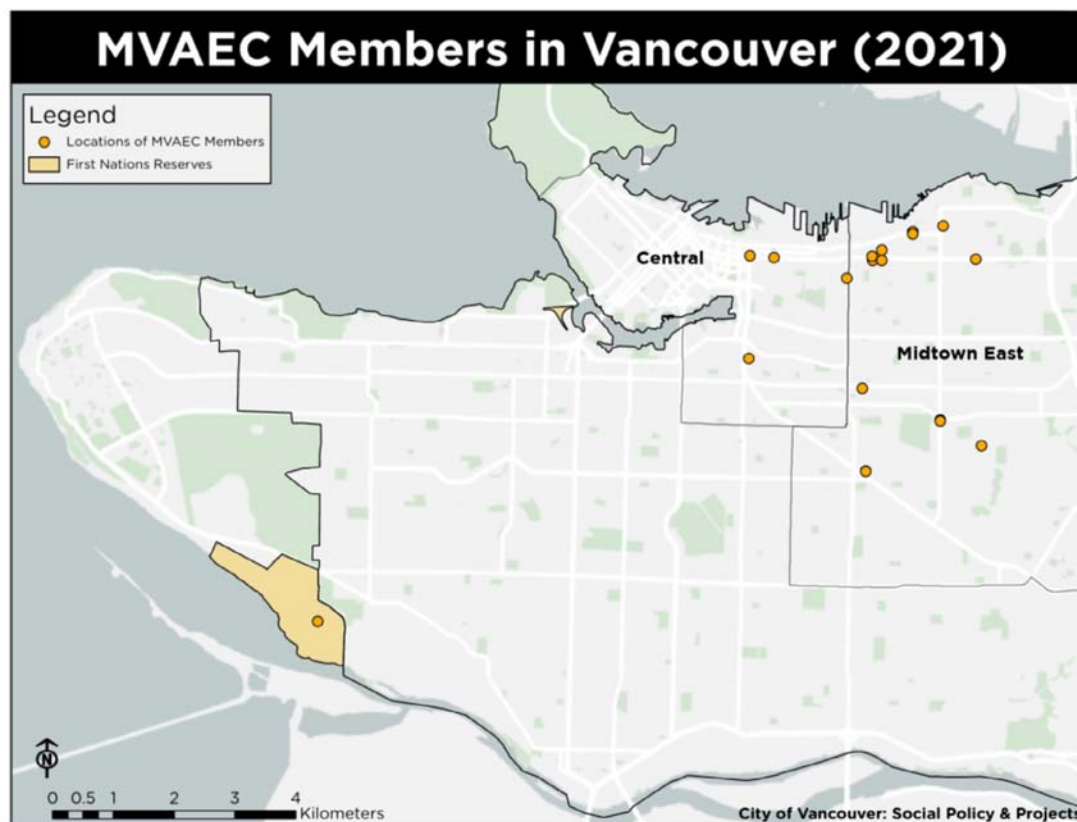 MVAEC Members in Vancouver (2021)
Legend
Locations of MVAEC Members
First Nations Reserves
Central
Midtown East
N
0 0.5 1 2 3 4
Kilometers
City of Vancouver: Social Policy & Projects